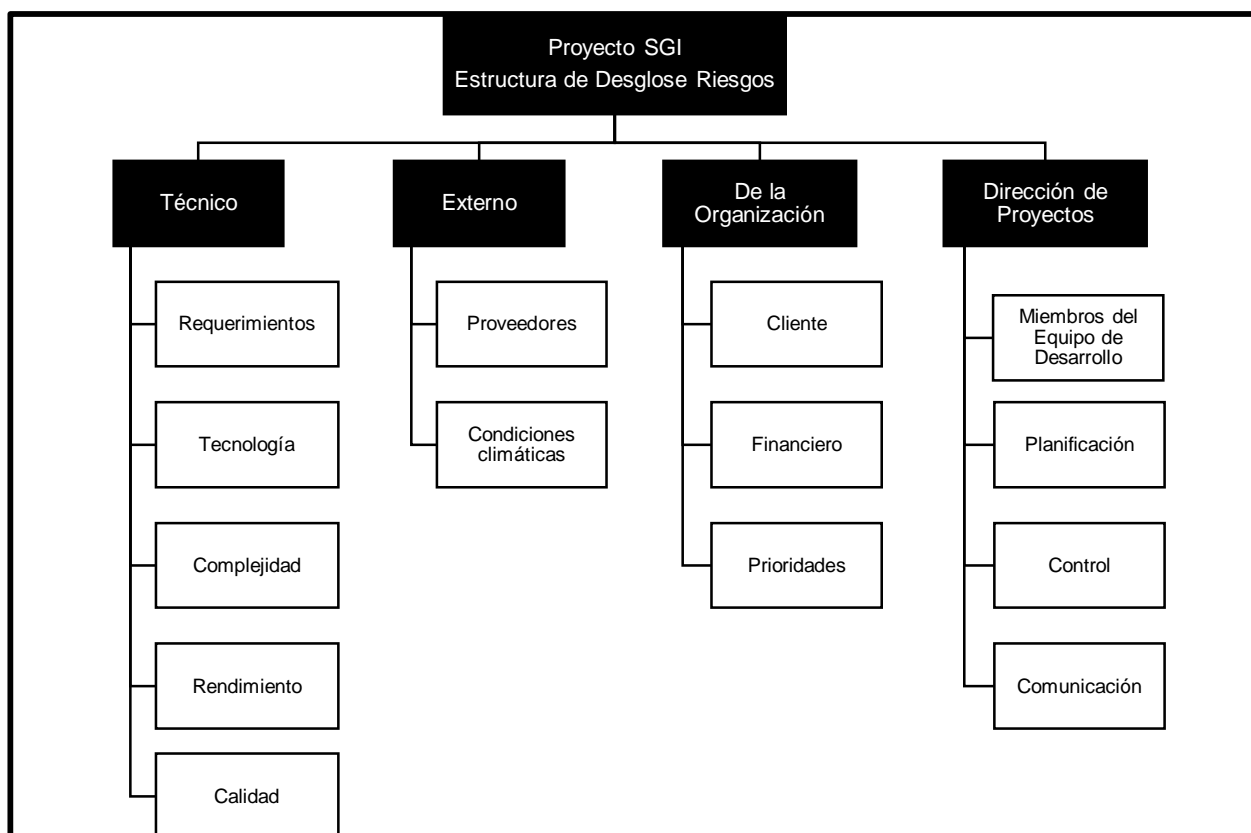 Proyecto SGI
Estructura de Desglose Riesgos
Técnico
Externo
De la
Organización
Dirección de
Proyectos
Requerimientos
Tecnología
Complejidad
Rendimiento
Calidad
Proveedores
Condiciones
climáticas
Cliente
Financiero
Prioridades
Miembros del
Equipo de
Desarrollo
Planificación
Control
Comunicación